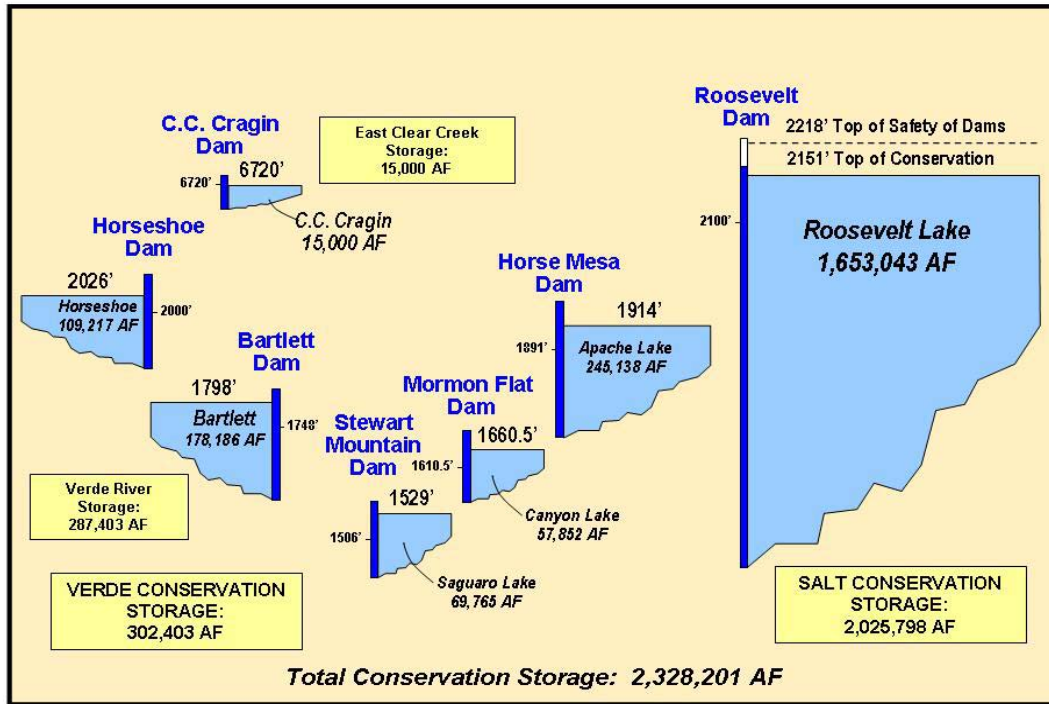 C.C. Cragin
Dam
6720'
6720'
C.C. Cragin
15,000 AF
East Clear Creek
Storage:
15,000 AF
Roosevelt
Dam
2218' Top of Safety of Dams
2151' Top of Conservation
2100'
Roosevelt Lake
1,653,043 AF
Horseshoe
Dam
2026'
Horseshoe
109,217 AF
2000'
Horse Mesa
Dam
1914'
1891'
Apache Lake
245,138 AF
Bartlett
Dam
1798'
Bartlett
178,186 AF
1748'
Mormon Flat
Dam
1660.5'
1610.5'
Canyon Lake
57,852 AF
Stewart
Mountain
Dam
1529'
1506'
Saguaro Lake
69,765 AF
Verde River
Storage:
287,403 AF
VERDE CONSERVATION
STORAGE:
302,403 AF
SALT CONSERVATION
STORAGE:
2,025,798 AF
Total Conservation Storage: 2,328,201 AF